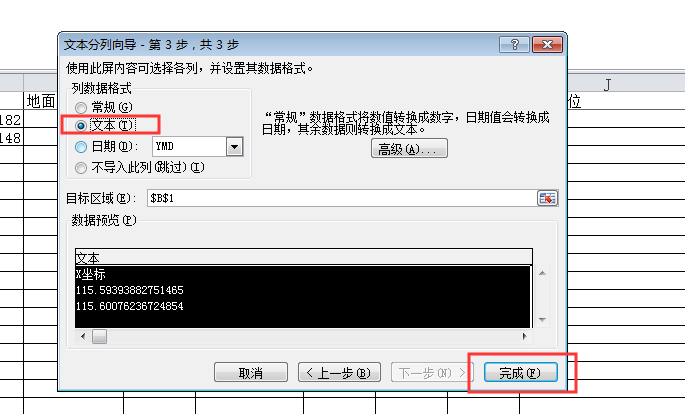 文本分列向导 - 第 3 步，共 3 步
使用此屏内容可选择各列，并设置其数据格式。
列数据格式
常规(G)
文本(T)
日期(D): YMD
不导入此列(跳过)(I)
“常规”数据格式将数值转换成数字，日期值会转换成
日期，其余数据则转换成文本。
高级(A)...
目标区域(E): $B$1
数据预览(P)
文本
X坐标
115.59393882751465
115.60076236724854
取消 < 上一步(B) 下一步(N) > 完成(F)
J
地面
位
182
148